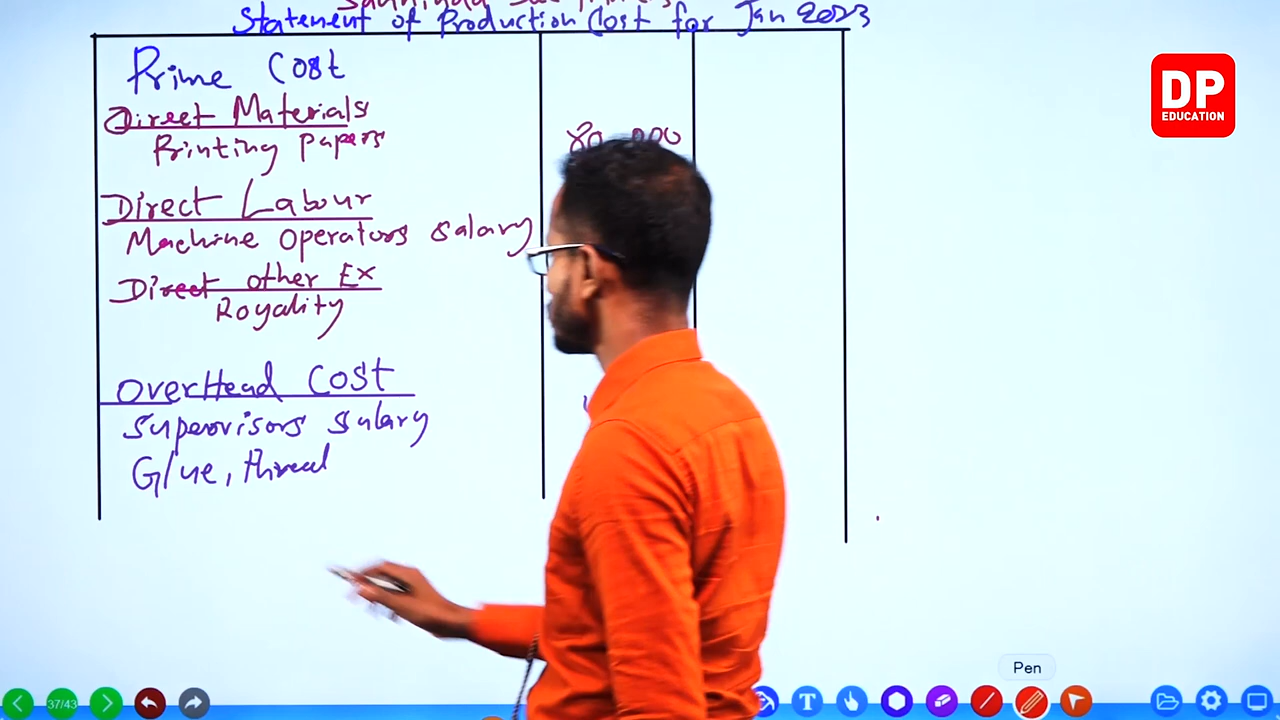 Statement of Production Cost for Jan 2023
Prime Cost
Direct Materials
Printing papers
80 000
Direct Labour
Machine operators salary
Direct other Ex
Royality
OverHead Cost
Supervisors salary
Glue, thread
DP
EDUCATION
Pen
37/43
T